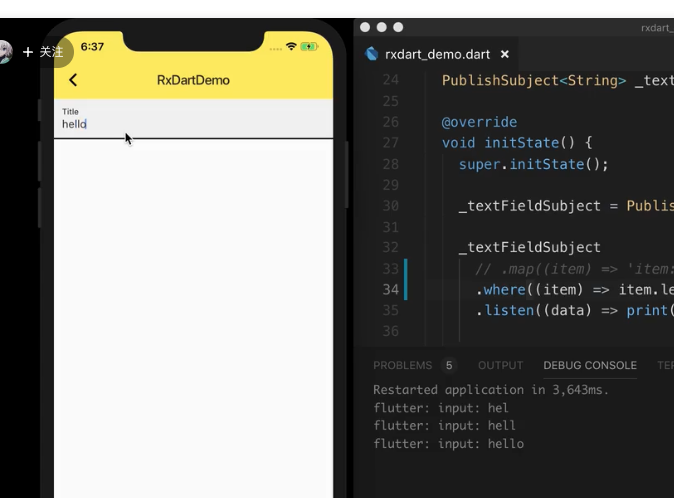 + 关注
6:37
RxDartDemo
Title
hello
rxdart_
rxdart_demo.dart ×
24 PublishSubject<String> _text
25
26 @override
27 void initState() {
28 super.initState();
29
30 _textFieldSubject = Publis
31
32 _textFieldSubject
33 // .map((item) => 'item:
34 .where((item) => item.le
35 .listen((data) => print(
36
PROBLEMS 5 OUTPUT DEBUG CONSOLE TER
Restarted application in 3,643ms.
flutter: input: hel
flutter: input: hell
flutter: input: hello